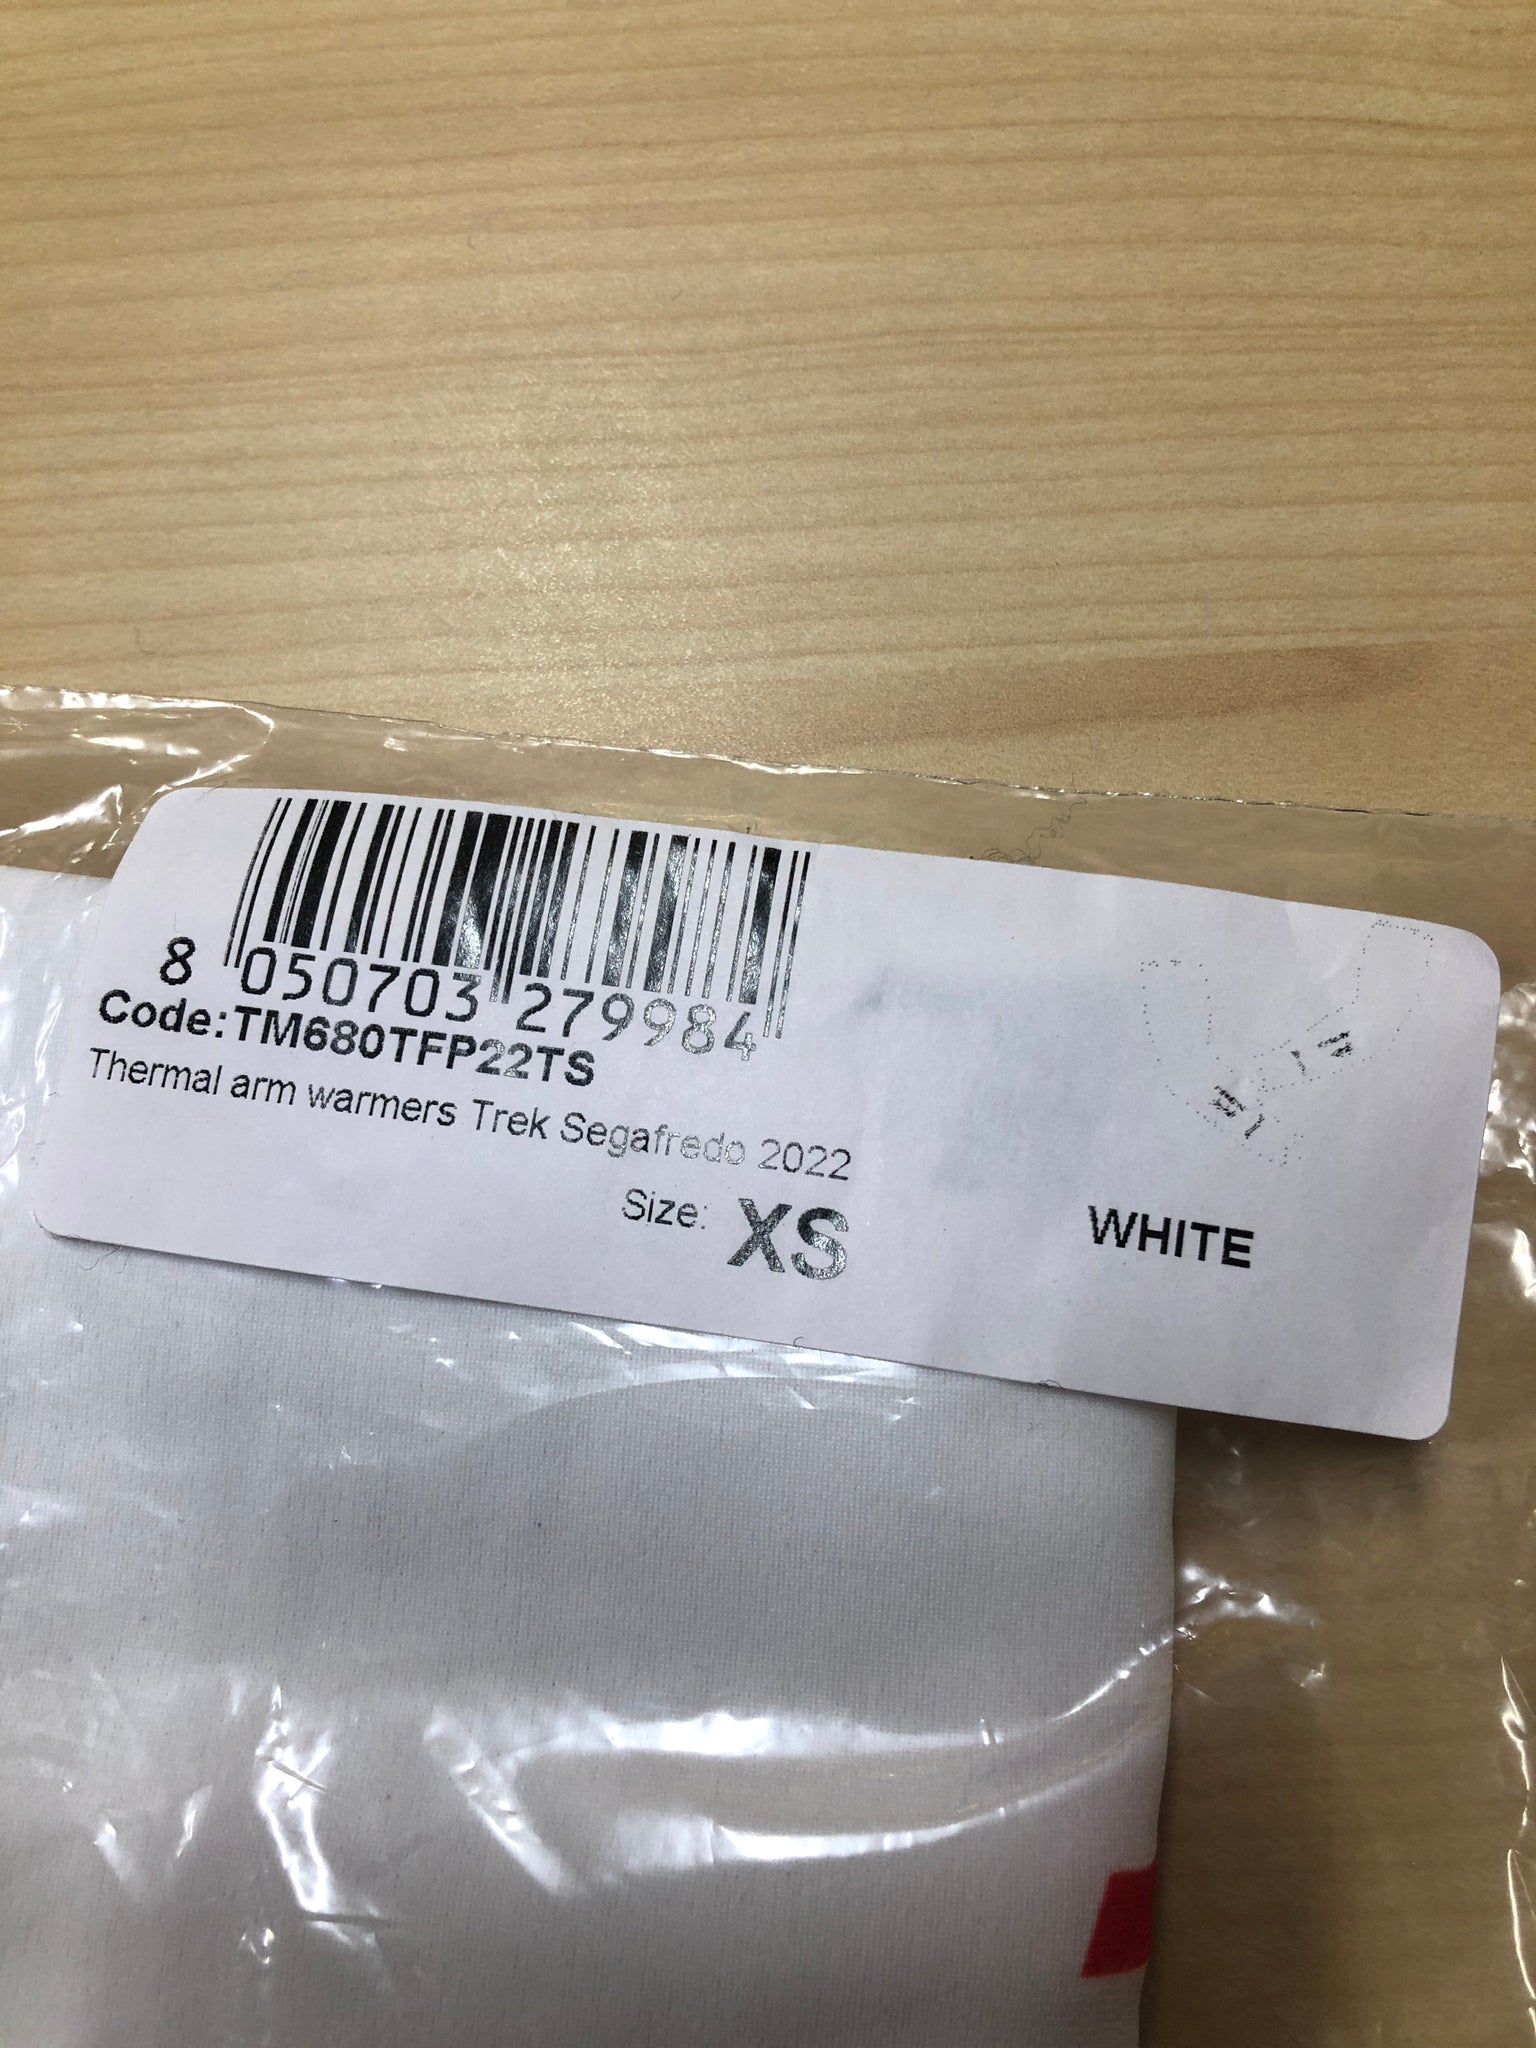 8 050703 279984
Code:TM680TFP22TS
Thermal arm warmers Trek Segafredo 2022
Size: XS
WHITE